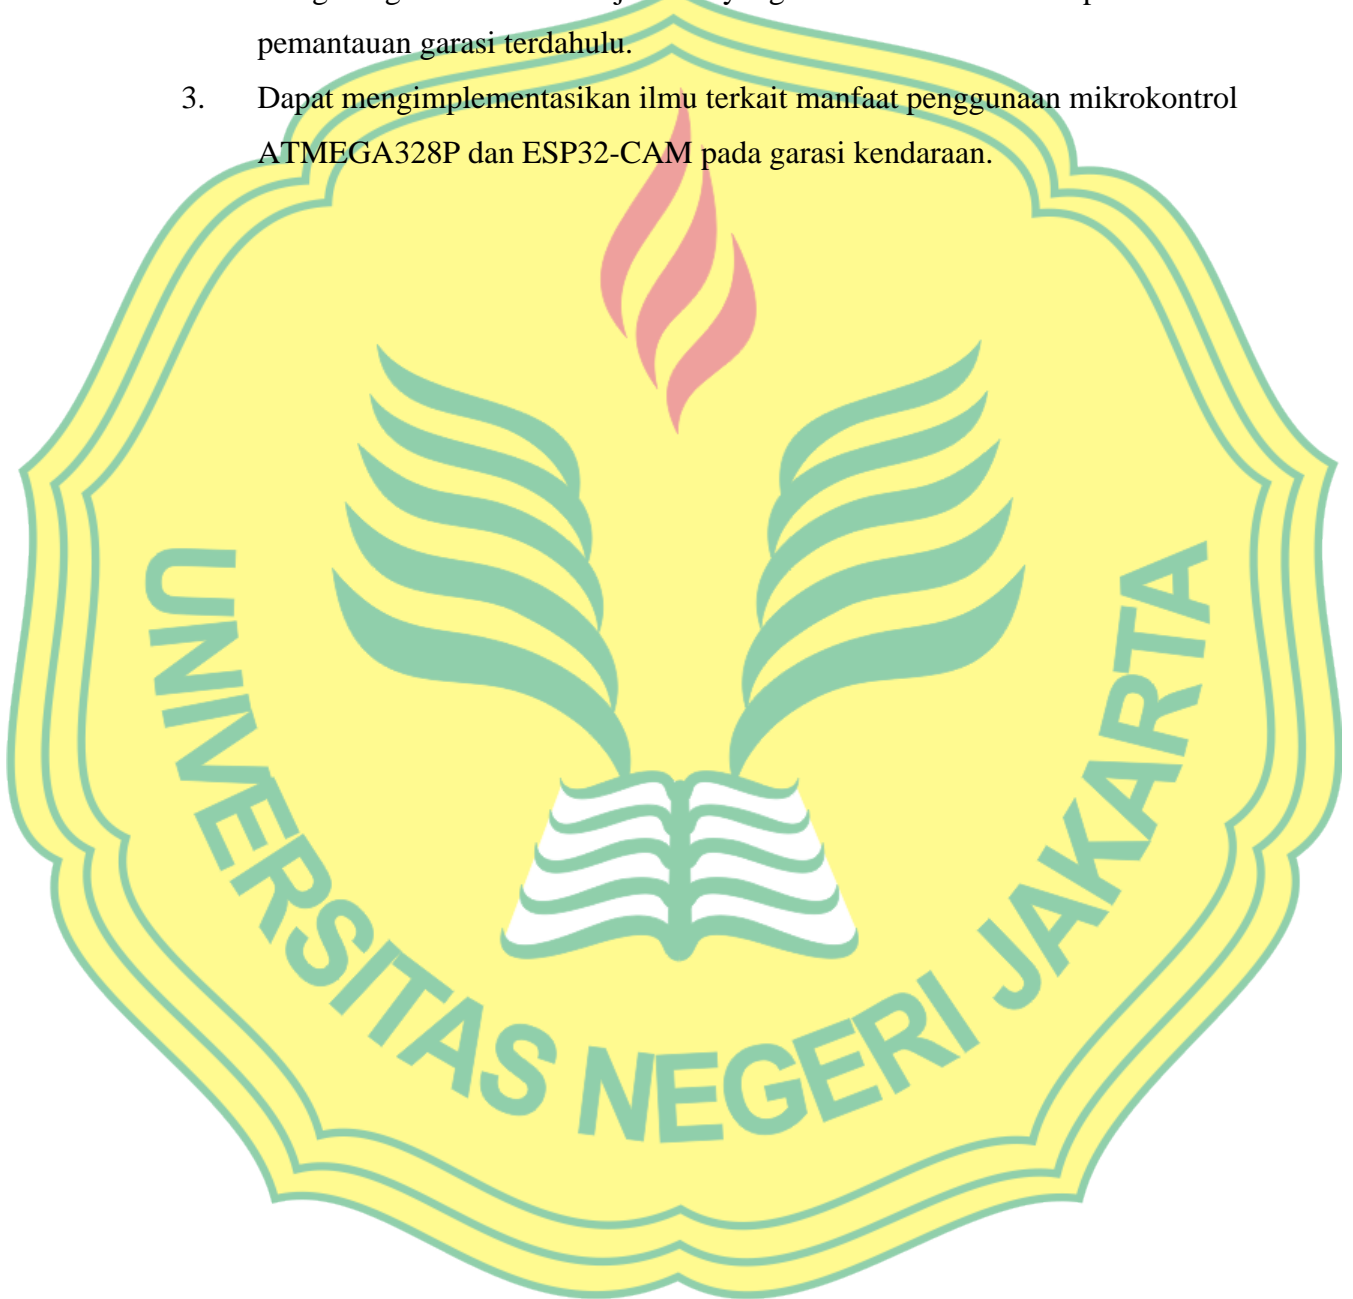 pemantauan garasi terdahulu.
3. Dapat mengimplementasikan ilmu terkait manfaat penggunaan mikrokontrol
ATMEGA328P dan ESP32-CAM pada garasi kendaraan.
UNIVERSITAS NEGERI JAKARTA